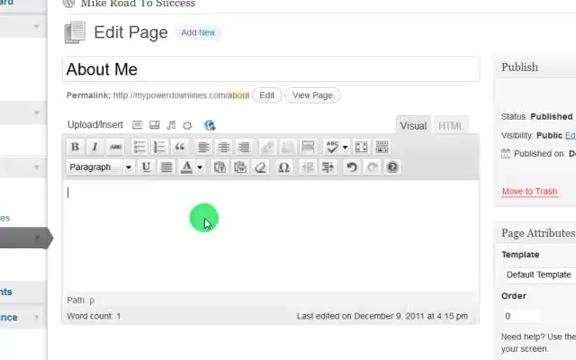 Mike Road To Success
Edit Page Add New
About Me
Permalink: http://mypowerdownlines.com/about Edit View Page
Upload/Insert Visual HTML
B I ABC
Paragraph U A Ω
Path: p
Word count: 1 Last edited on December 9, 2011 at 4:15 pm
Publish
Status: Published
Visibility: Public Ed
Published on: D
Move to Trash
Page Attributes
Template
Default Template
Order
0
Need help? Use the
your screen.